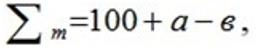 ∑ m=100 + а – в ,